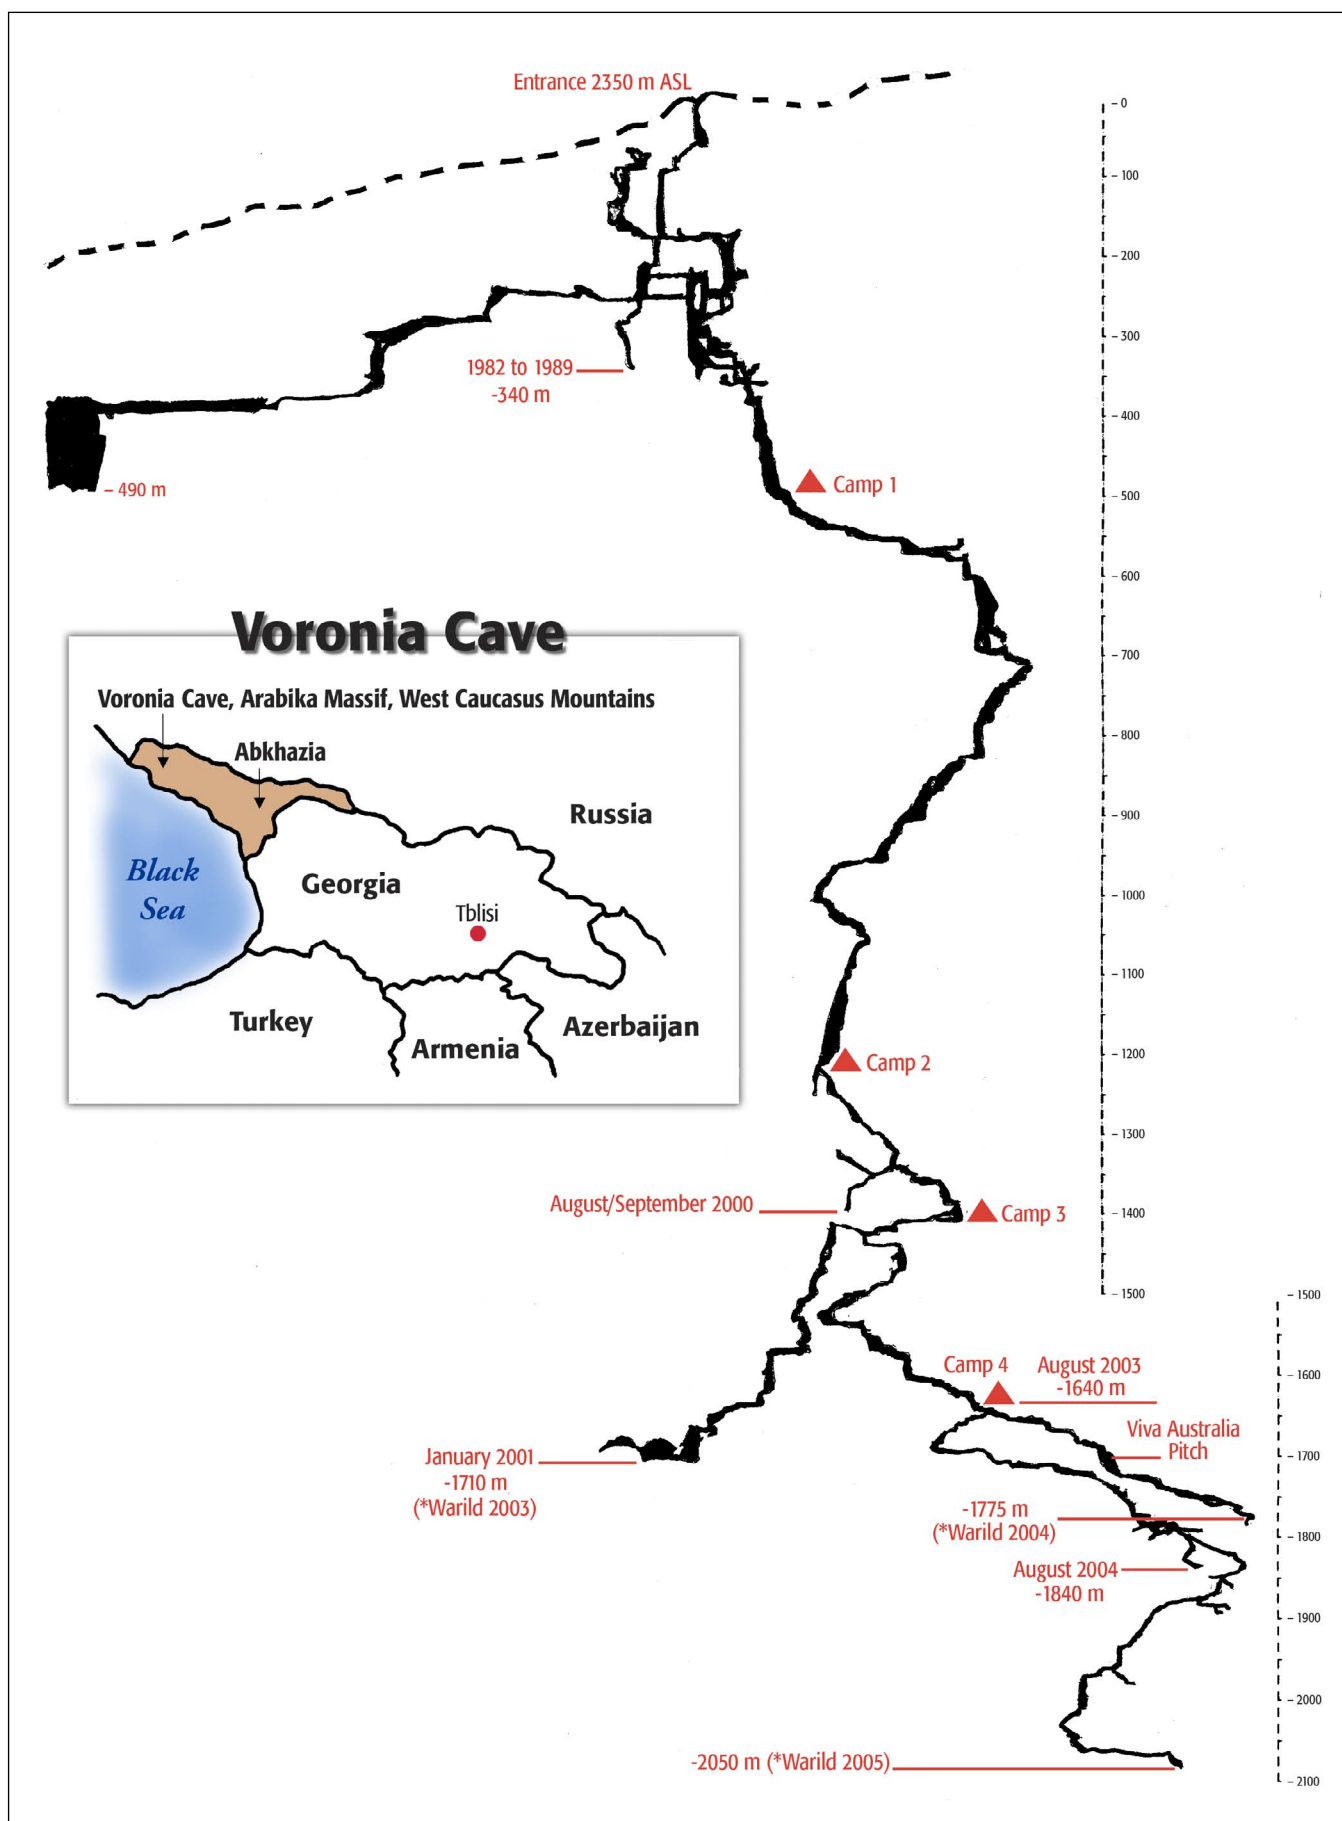 Entrance 2350 m ASL
– 0
– 100
– 200
– 300
1982 to 1989
-340 m
– 400
– 490 m
Camp 1
– 500
– 600
Voronia Cave
– 700
Voronia Cave, Arabika Massif, West Caucasus Mountains
Abkhazia
– 800
Russia
– 900
Black
Sea
Georgia
Tblisi
– 1000
– 1100
Turkey
Armenia
Azerbaijan
– 1200
Camp 2
– 1300
August/September 2000
Camp 3
– 1400
– 1500
– 1500
Camp 4
August 2003
-1640 m
– 1600
Viva Australia
Pitch
– 1700
January 2001
-1710 m
(*Warild 2003)
-1775 m
(*Warild 2004)
– 1800
August 2004
-1840 m
– 1900
– 2000
-2050 m (*Warild 2005)
– 2100